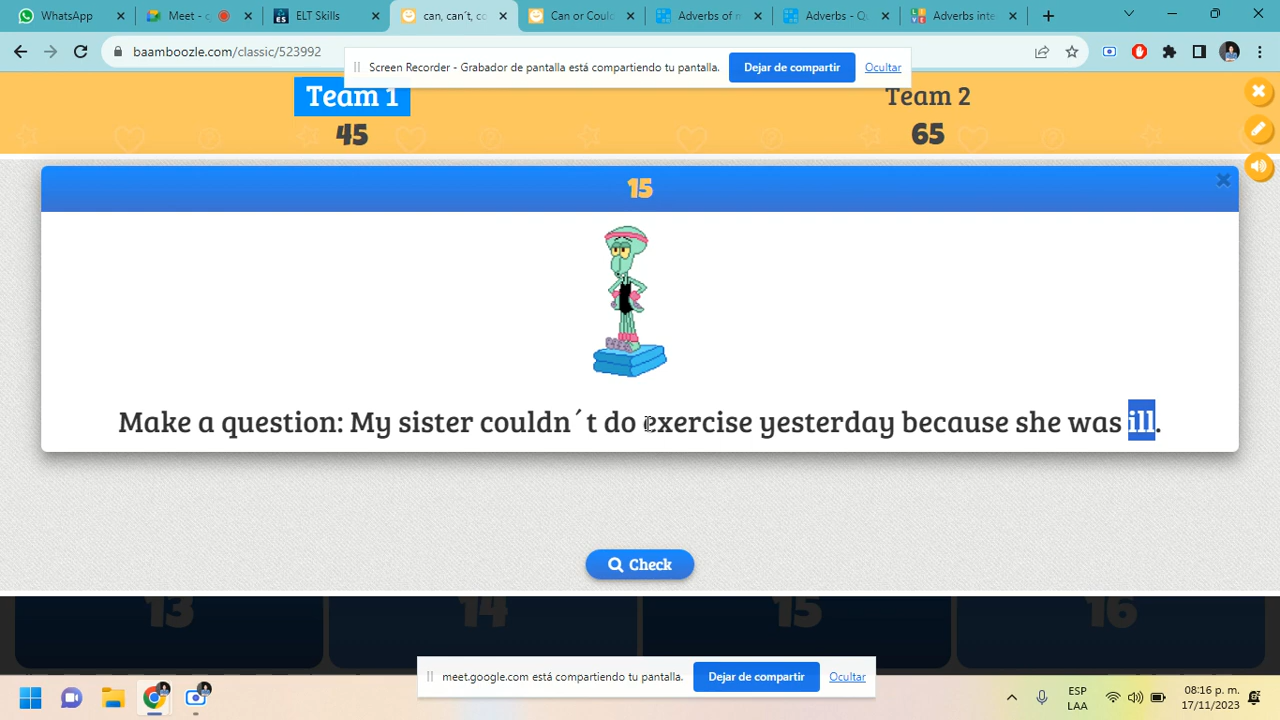 WhatsApp
Meet - c
ELT Skills
can, can´t, co
Can or Coul
Adverbs of m
Adverbs - Q
Adverbs inte
baamboozle.com/classic/523992
Screen Recorder - Grabador de pantalla está compartiendo tu pantalla.
Dejar de compartir
Ocultar
Team 1
45
Team 2
65
15
Make a question: My sister couldn´t do exercise yesterday because she was ill.
Check
13
14
15
16
meet.google.com está compartiendo tu pantalla.
Dejar de compartir
Ocultar
ESP
LAA
08:16 p. m.
17/11/2023